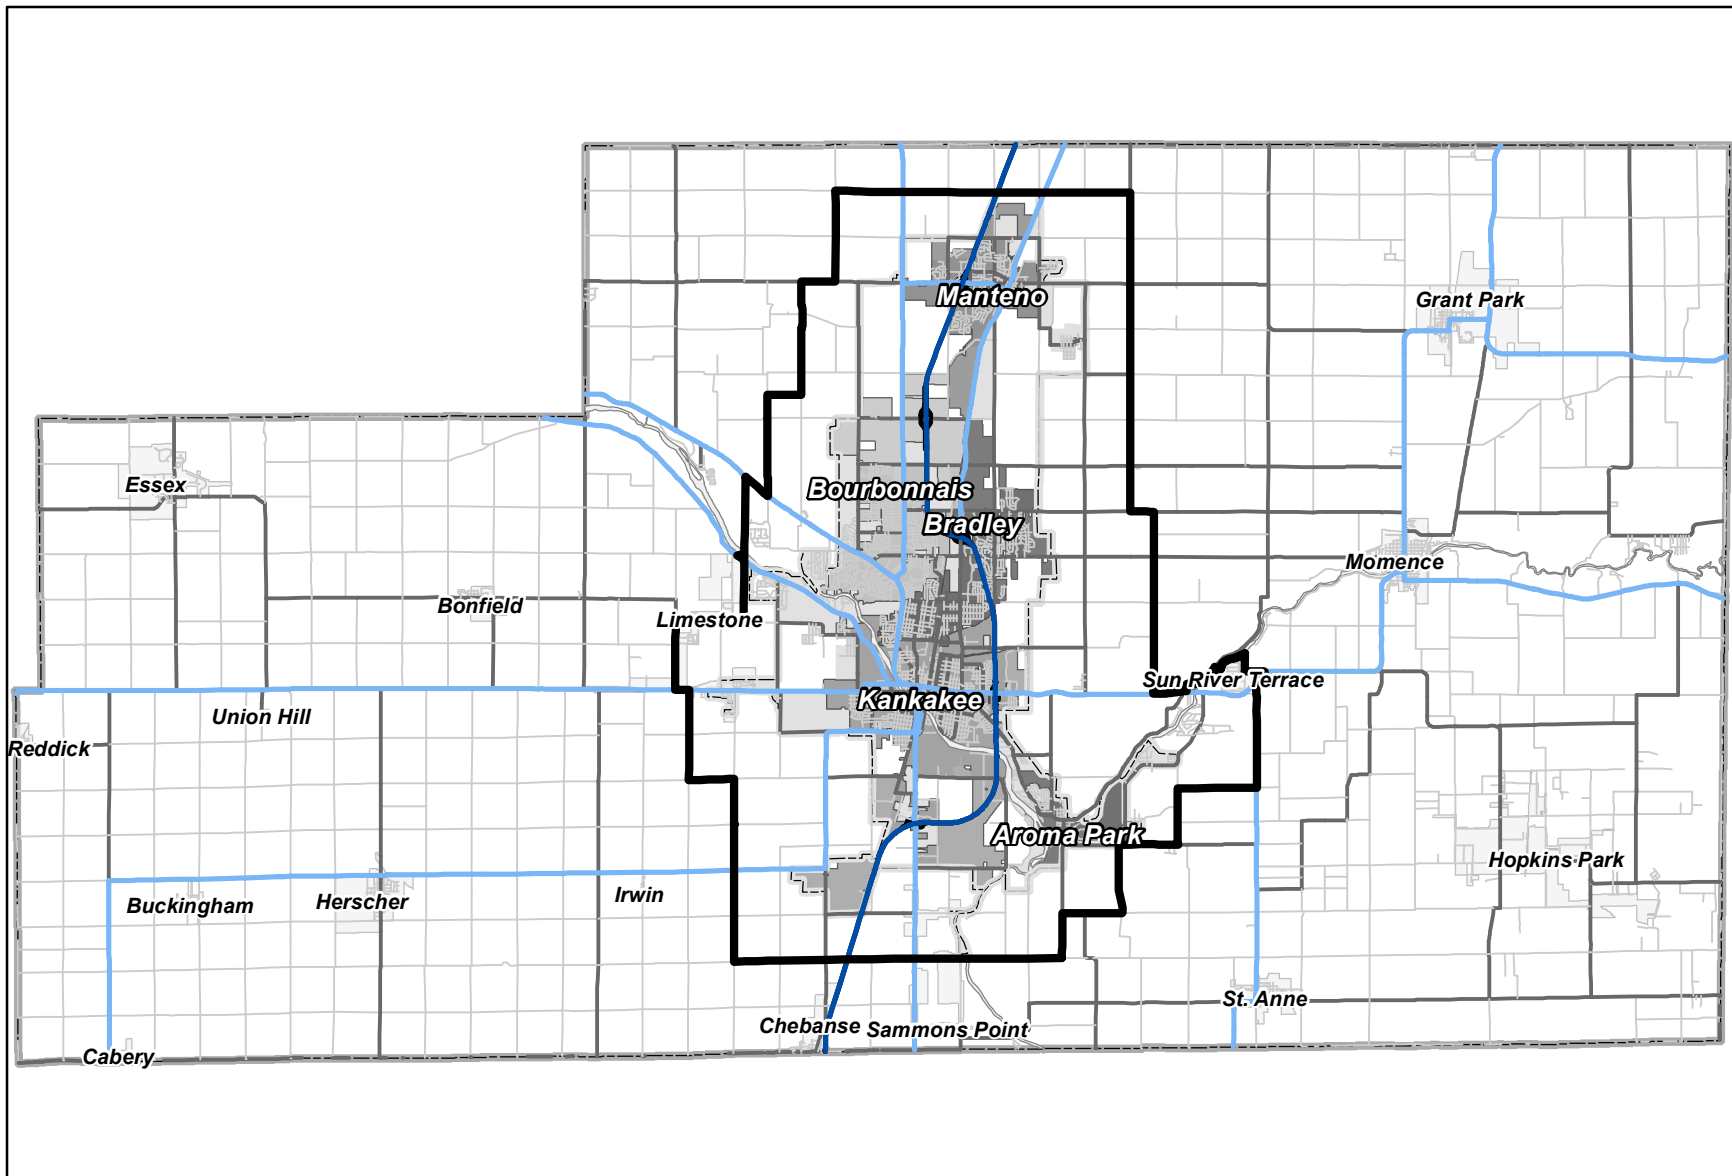 Manteno
Grant Park
Essex
Bourbonnais
Bradley
Momence
Bonfield
Limestone
Sun River Terrace
Kankakee
Union Hill
Reddick
Aroma Park
Hopkins Park
Irwin
Herscher
Buckingham
St. Anne
Chebanse
Sammons Point
Cabery